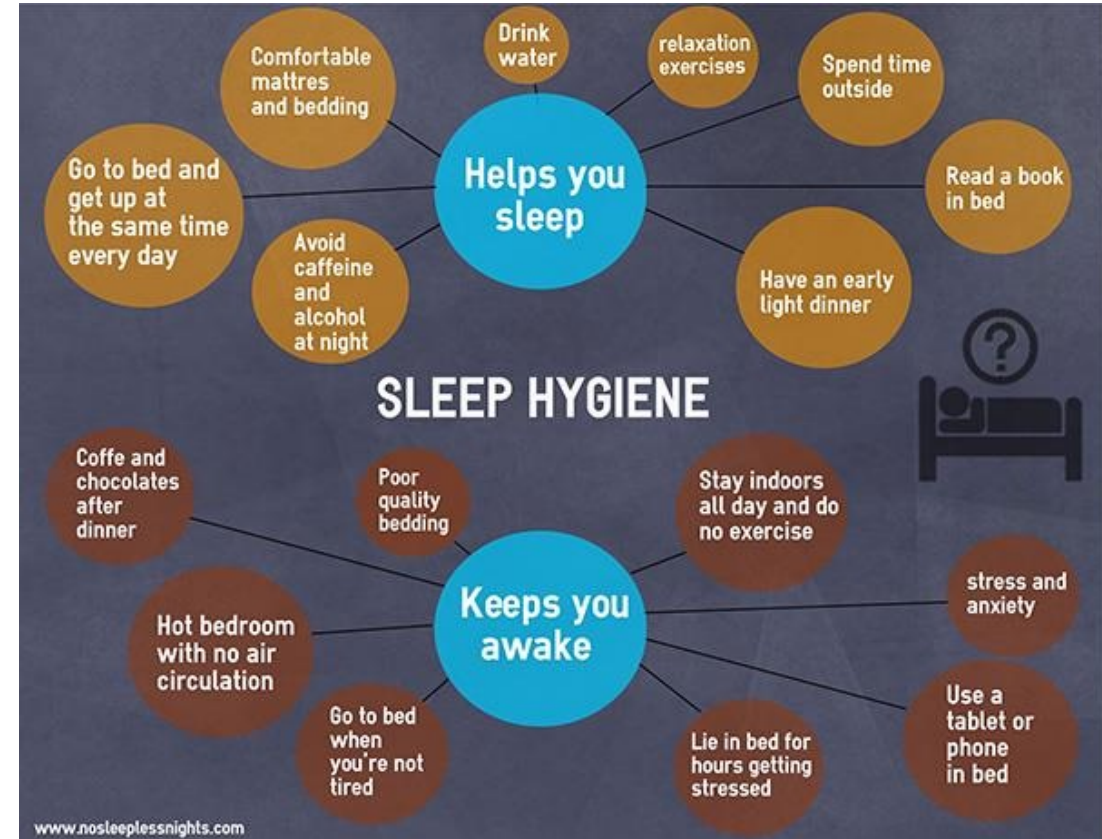 Drink
water
relaxation
exercises
Comfortable
mattres
and bedding
Spend time
outside
Go to bed and
get up at
the same time
every day
Helps you
sleep
Read a book
in bed
Avoid
caffeine
and
alcohol
at night
Have an early
light dinner
?
SLEEP HYGIENE
Coffe and
chocolates
after
dinner
Poor
quality
bedding
Stay indoors
all day and do
no exercise
Keeps you
awake
stress and
anxiety
Hot bedroom
with no air
circulation
Go to bed
when
you're not
tired
Lie in bed for
hours getting
stressed
Use a
tablet or
phone
in bed
www.nosleeplessnights.com